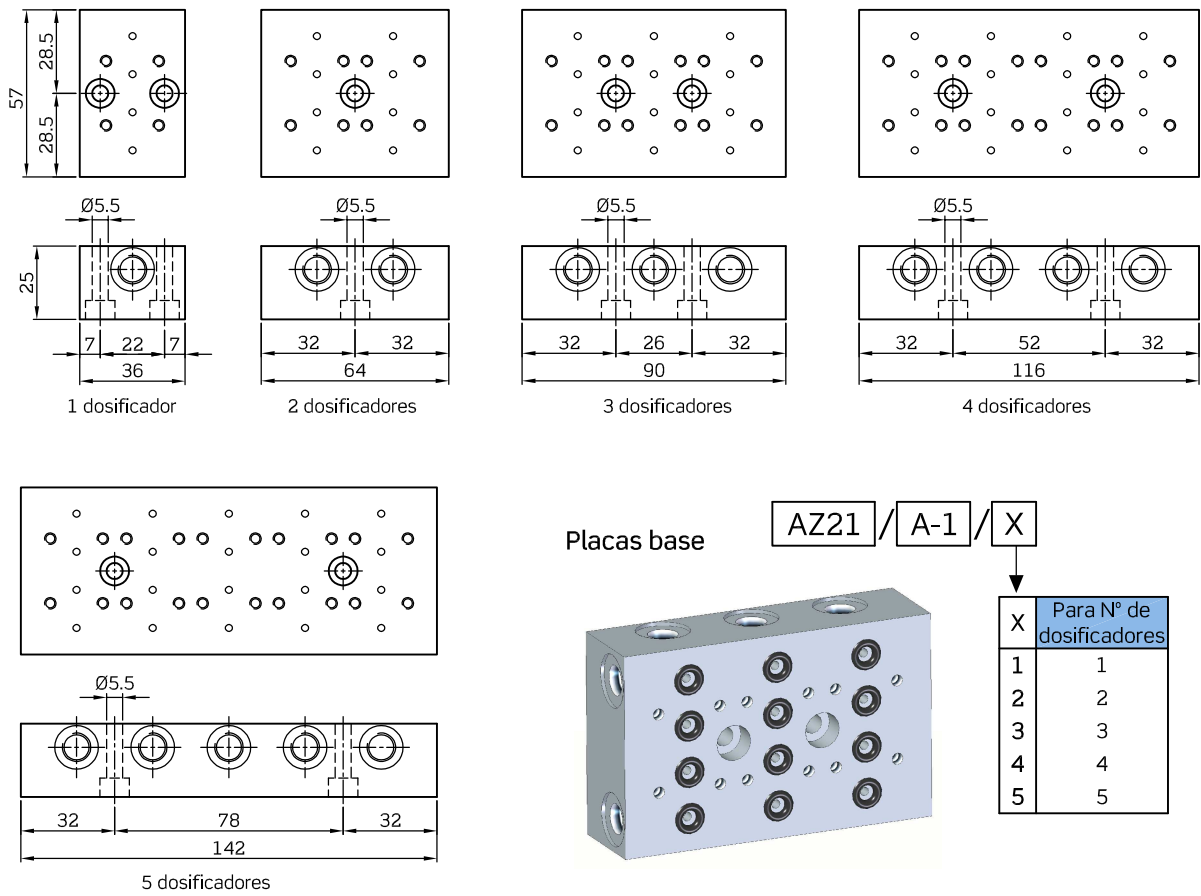 57
28.5
28.5
Ø5.5
25
7
22
7
36
1 dosificador
Ø5.5
32
32
64
2 dosificadores
Ø5.5
32
26
32
90
3 dosificadores
Ø5.5
32
52
32
116
4 dosificadores
Ø5.5
32
78
32
142
5 dosificadores
Placas base
AZ21 / A-1 / X
X Para Nº de
dosificadores
1 1
2 2
3 3
4 4
5 5